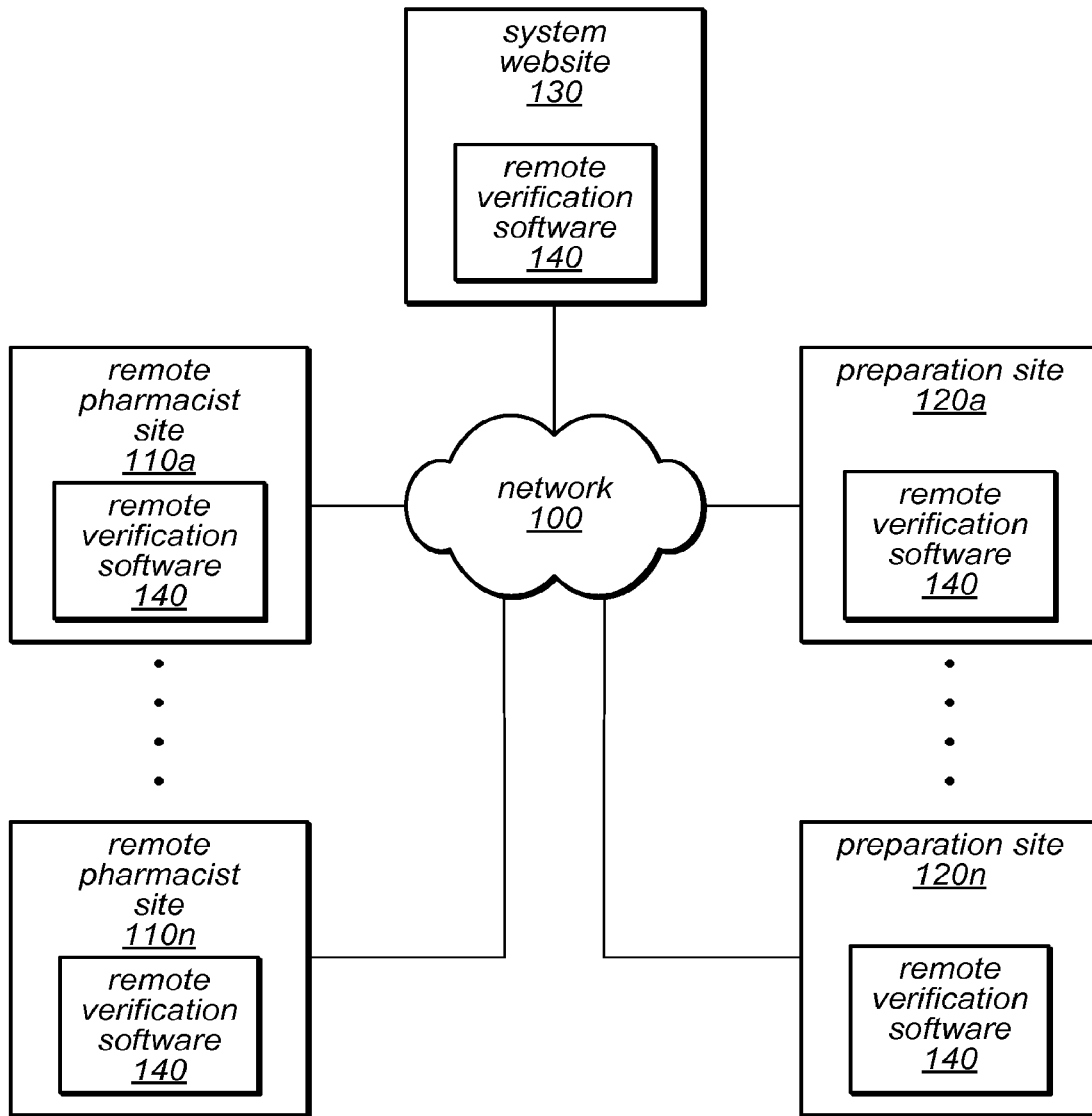 system
website
130
remote
verification
software
140
remote
pharmacist
site
110a
remote
verification
software
140
network
100
preparation site
120a
remote
verification
software
140
remote
pharmacist
site
110n
remote
verification
software
140
preparation site
120n
remote
verification
software
140